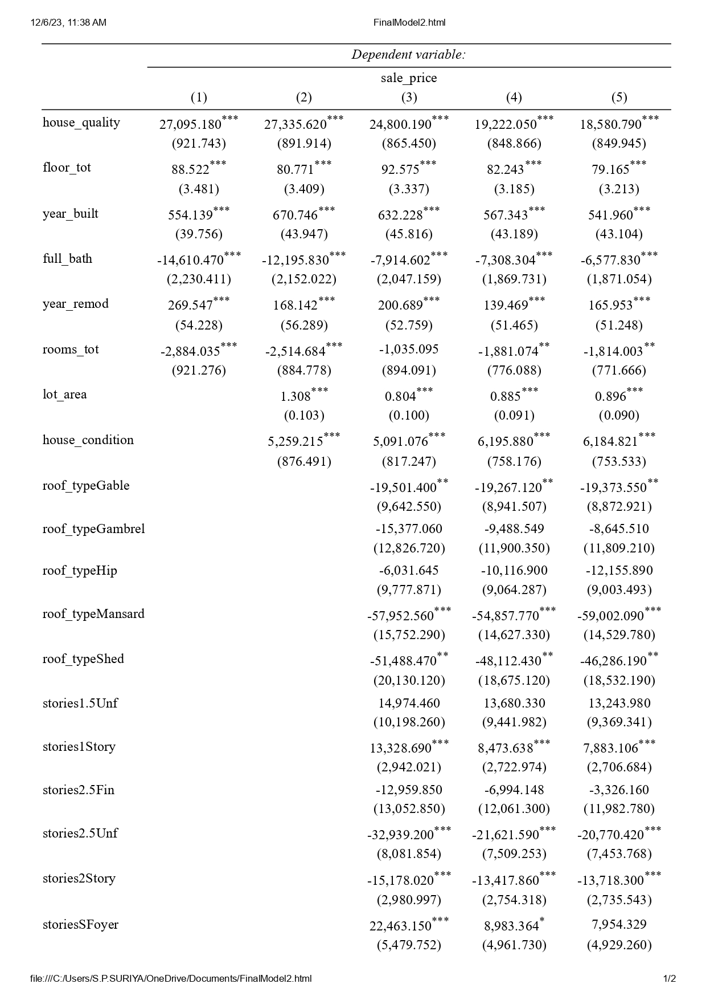 12/6/23, 11:38 AM FinalModel2.html
Dependent variable:
sale_price
(1) (2) (3) (4) (5)
house_quality 27,095.180*** 27,335.620*** 24,800.190*** 19,222.050*** 18,580.790***
(921.743) (891.914) (865.450) (848.866) (849.945)
floor_tot 88.522*** 80.771*** 92.575*** 82.243*** 79.165***
(3.481) (3.409) (3.337) (3.185) (3.213)
year_built 554.139*** 670.746*** 632.228*** 567.343*** 541.960***
(39.756) (43.947) (45.816) (43.189) (43.104)
full_bath -14,610.470*** -12,195.830*** -7,914.602*** -7,308.304*** -6,577.830***
(2,230.411) (2,152.022) (2,047.159) (1,869.731) (1,871.054)
year_remod 269.547*** 168.142*** 200.689*** 139.469*** 165.953***
(54.228) (56.289) (52.759) (51.465) (51.248)
rooms_tot -2,884.035*** -2,514.684*** -1,035.095 -1,881.074** -1,814.003**
(921.276) (884.778) (894.091) (776.088) (771.666)
lot_area 1.308*** 0.804*** 0.885*** 0.896***
(0.103) (0.100) (0.091) (0.090)
house_condition 5,259.215*** 5,091.076*** 6,195.880*** 6,184.821***
(876.491) (817.247) (758.176) (753.533)
roof_typeGable -19,501.400** -19,267.120** -19,373.550**
(9,642.550) (8,941.507) (8,872.921)
roof_typeGambrel -15,377.060 -9,488.549 -8,645.510
(12,826.720) (11,900.350) (11,809.210)
roof_typeHip -6,031.645 -10,116.900 -12,155.890
(9,777.871) (9,064.287) (9,003.493)
roof_typeMansard -57,952.560*** -54,857.770*** -59,002.090***
(15,752.290) (14,627.330) (14,529.780)
roof_typeShed -51,488.470** -48,112.430** -46,286.190**
(20,130.120) (18,675.120) (18,532.190)
stories1.5Unf 14,974.460 13,680.330 13,243.980
(10,198.260) (9,441.982) (9,369.341)
stories1Story 13,328.690*** 8,473.638*** 7,883.106***
(2,942.021) (2,722.974) (2,706.684)
stories2.5Fin -12,959.850 -6,994.148 -3,326.160
(13,052.850) (12,061.300) (11,982.780)
stories2.5Unf -32,939.200*** -21,621.590*** -20,770.420***
(8,081.854) (7,509.253) (7,453.768)
stories2Story -15,178.020*** -13,417.860*** -13,718.300***
(2,980.997) (2,754.318) (2,735.543)
storiesSFoyer 22,463.150*** 8,983.364* 7,954.329
(5,479.752) (4,961.730) (4,929.260)
file:///C:/Users/S.P.SURIYA/OneDrive/Documents/FinalModel2.html 1/2